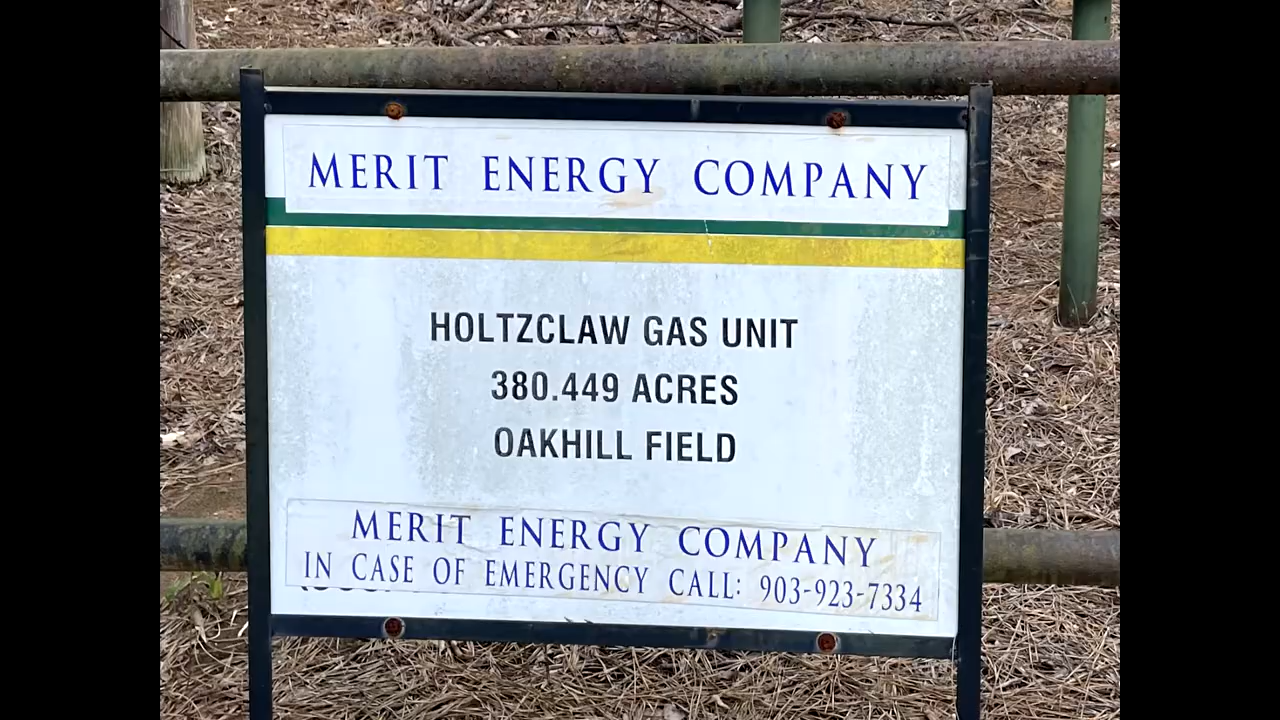 MERIT ENERGY COMPANY
HOLTZCLAW GAS UNIT
380.449 ACRES
OAKHILL FIELD
MERIT ENERGY COMPANY
IN CASE OF EMERGENCY CALL: 903-923-7334